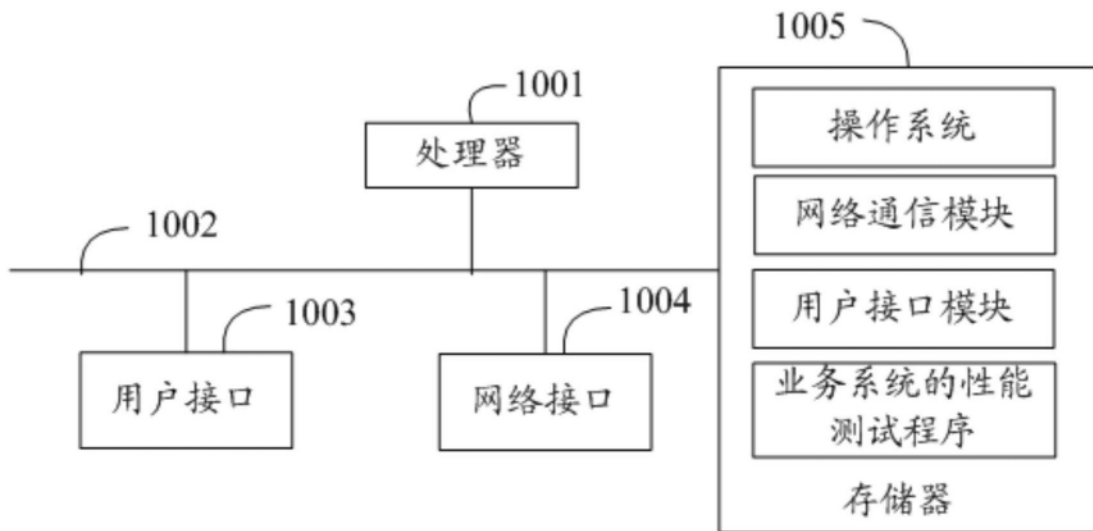 1005
1001
操作系统
处理器
网络通信模块
1002
1003
1004
用户接口模块
用户接口
网络接口
业务系统的性能
测试程序
存储器